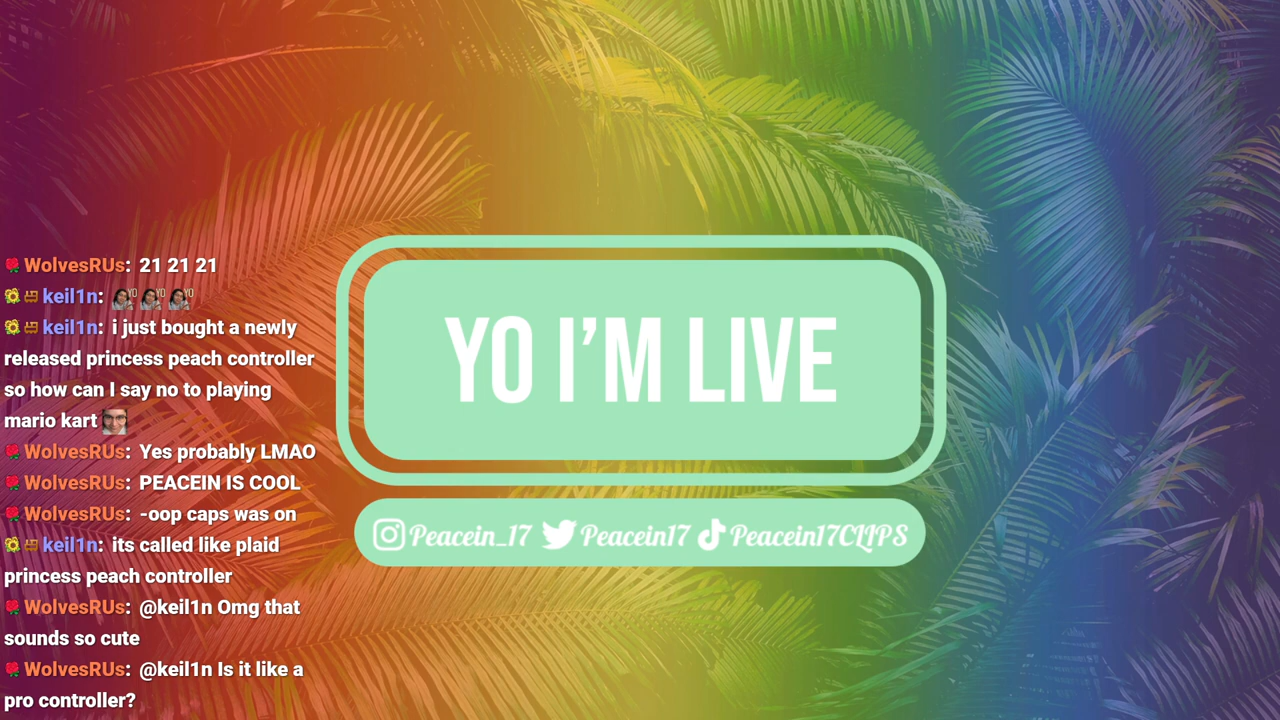 WolvesRUs: 21 21 21
keil1n:
keil1n: i just bought a newly
released princess peach controller
so how can I say no to playing
mario kart
WolvesRUs: Yes probably LMAO
WolvesRUs: PEACEIN IS COOL
WolvesRUs: -oop caps was on
keil1n: its called like plaid
princess peach controller
WolvesRUs: @keil1n Omg that
sounds so cute
WolvesRUs: @keil1n Is it like a
pro controller?
YO I’M LIVE
Peacein_17 Peacein17 Peacein17CLIPS